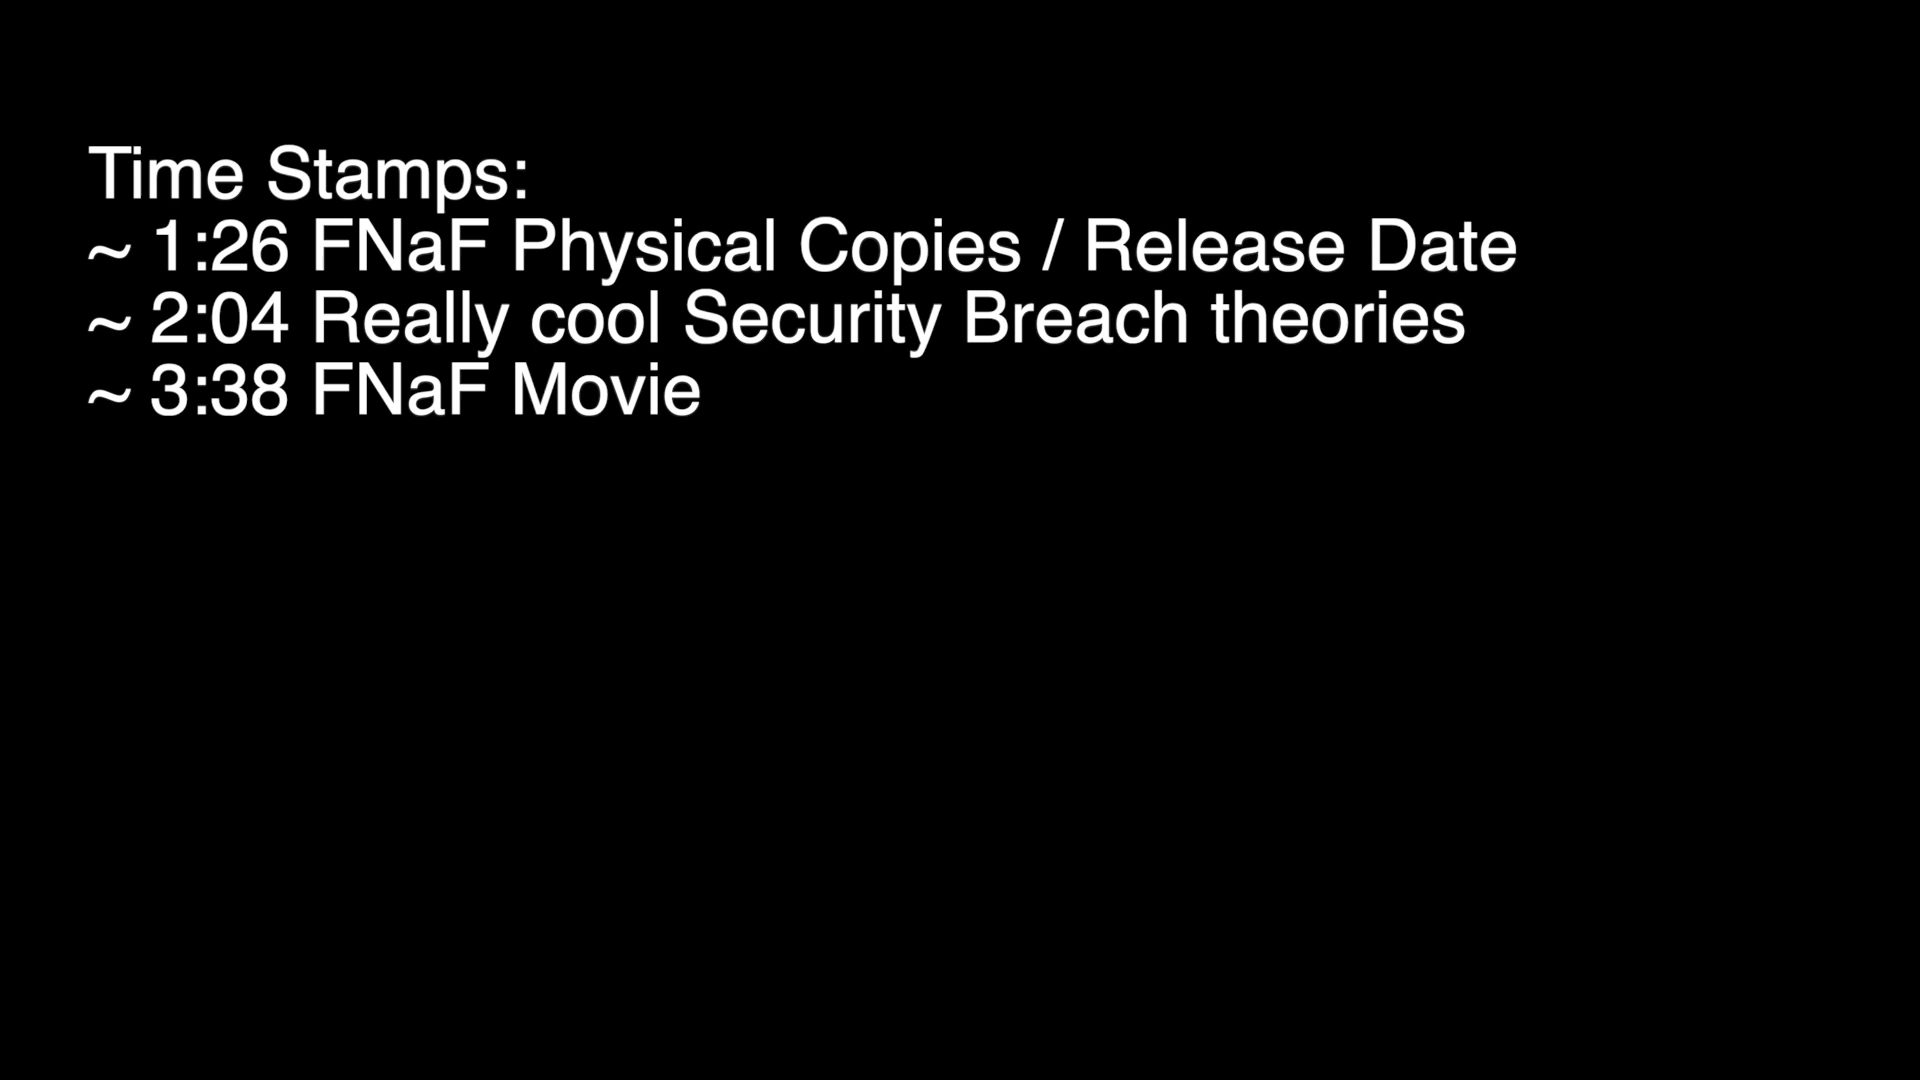 Time Stamps:
~ 1:26 FNaF Physical Copies / Release Date
~ 2:04 Really cool Security Breach theories
~ 3:38 FNaF Movie